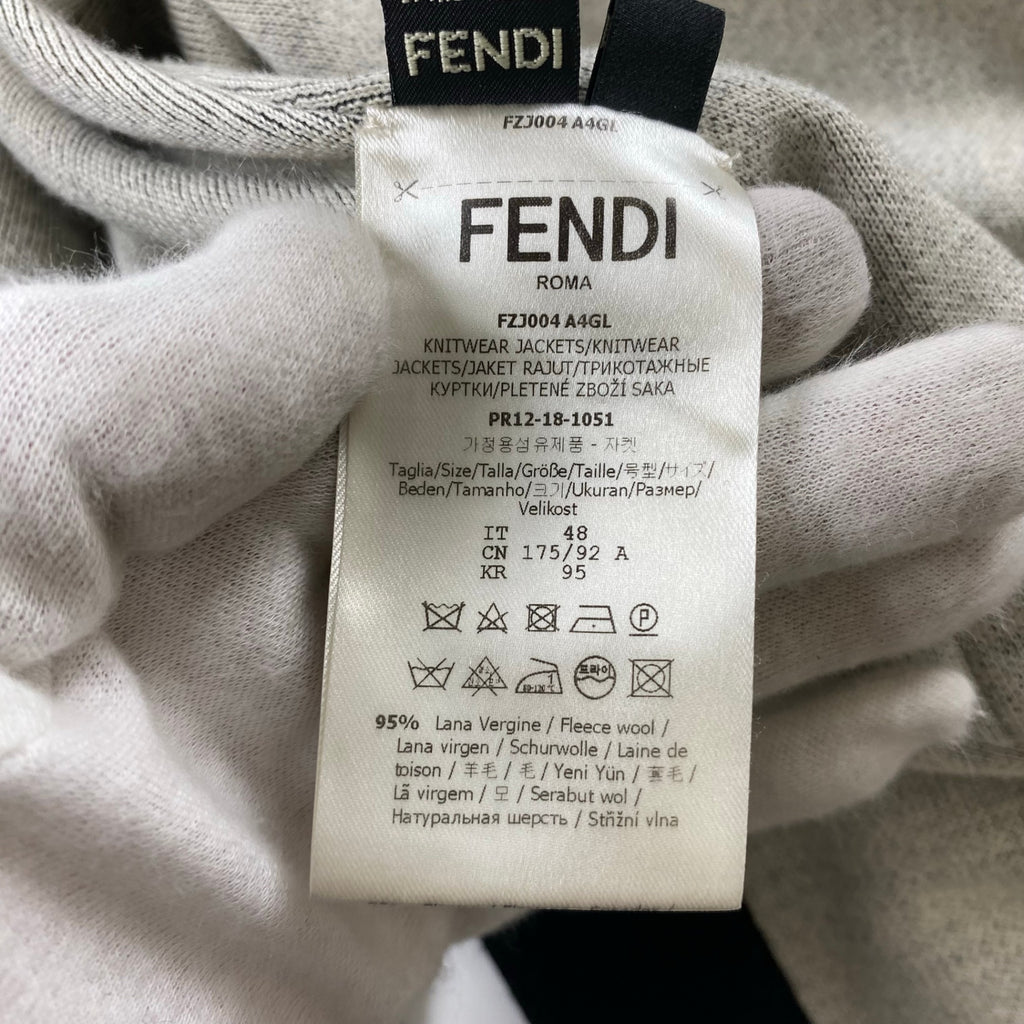 FENDI
FZJ004 A4GL
FENDI
ROMA
FZJ004 A4GL
KNITWEAR JACKETS/KNITWEAR
JACKETS/JAKET RAJUT/ТРИКОТАЖНЫЕ
КУРТКИ/PLETENÉ ZBOŽÍ SAKA
PR12-18-1051
가정용섬유제품 - 자켓
Taglia/Size/Talla/Größe/Taille/号型/サイズ/
Beden/Tamanho/크기/Ukuran/Размер/
Velikost
IT 48
CN 175/92 A
KR 95
P
드라이
95% Lana Vergine / Fleece wool /
Lana virgen / Schurwolle / Laine de
toison / 羊毛 / 毛 / Yeni Yün / 羊毛 /
Lã virgem / 모 / Serabut wol /
Натуральная шерсть / Střižní vlna